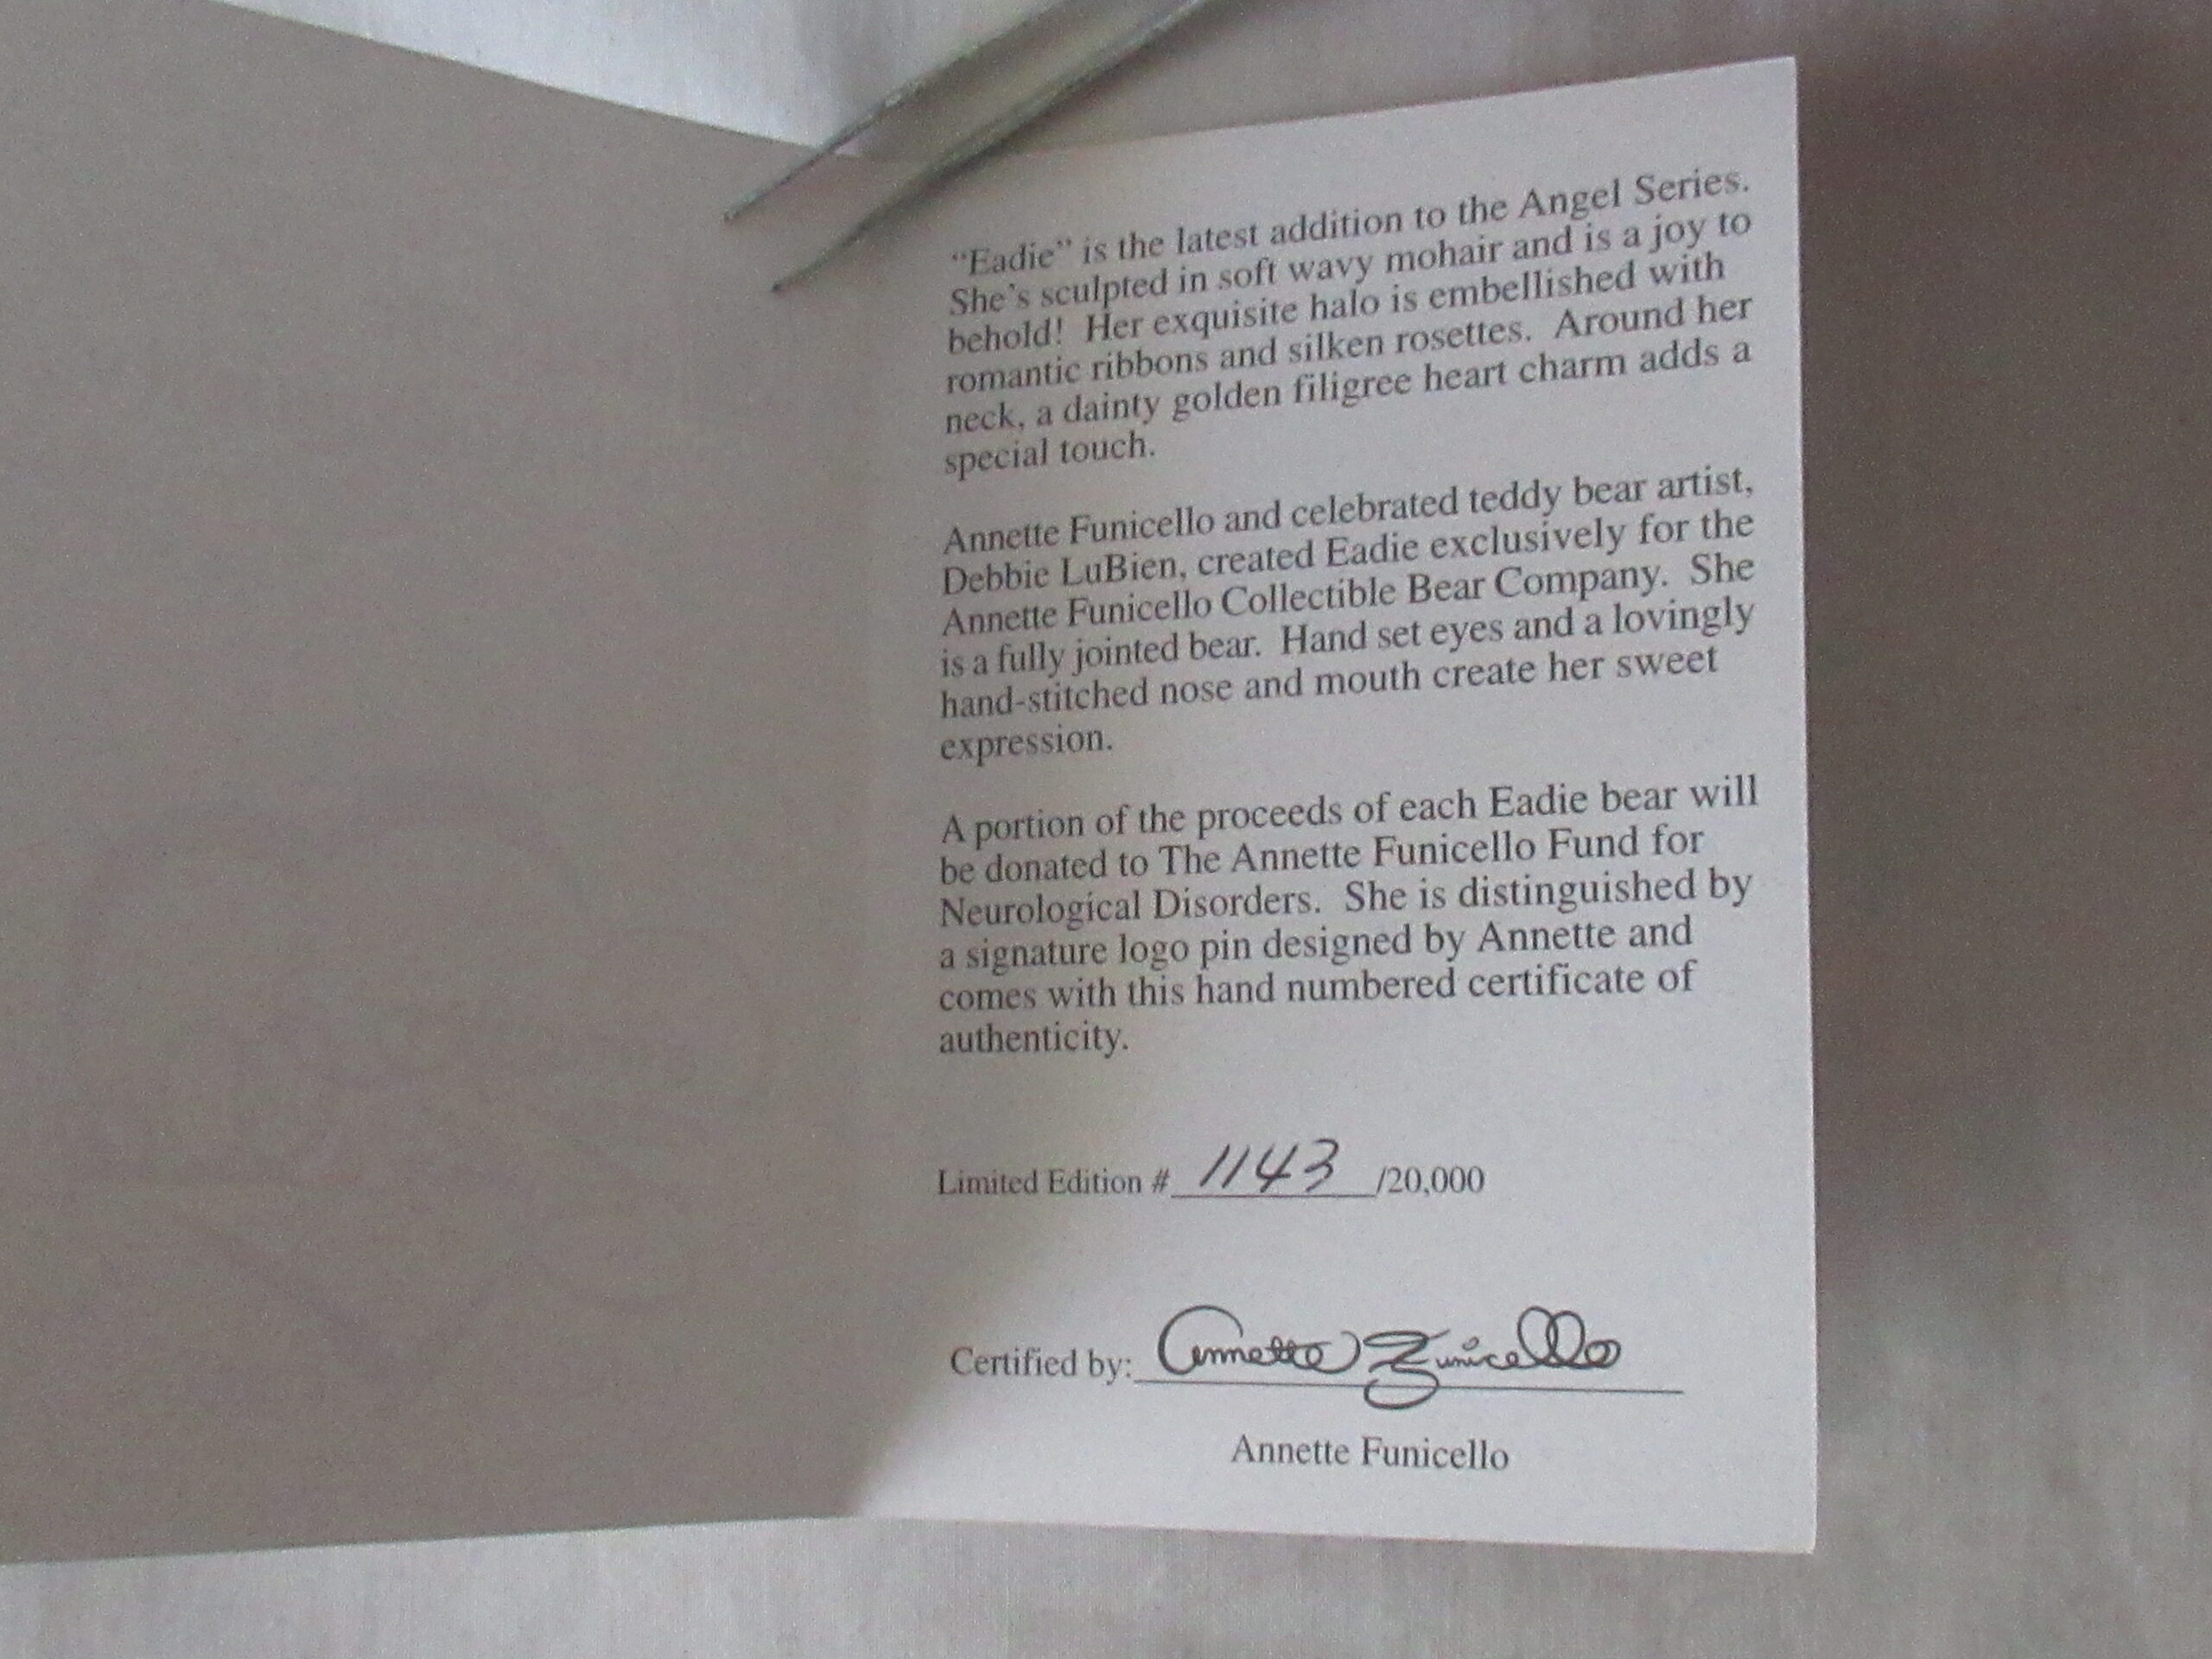 “Eadie” is the latest addition to the Angel Series.
She’s sculpted in soft wavy mohair and is a joy to
behold! Her exquisite halo is embellished with
romantic ribbons and silken rosettes. Around her
neck, a dainty golden filigree heart charm adds a
special touch.
Annette Funicello and celebrated teddy bear artist,
Debbie LuBien, created Eadie exclusively for the
Annette Funicello Collectible Bear Company. She
is a fully jointed bear. Hand set eyes and a lovingly
hand-stitched nose and mouth create her sweet
expression.
A portion of the proceeds of each Eadie bear will
be donated to The Annette Funicello Fund for
Neurological Disorders. She is distinguished by
a signature logo pin designed by Annette and
comes with this hand numbered certificate of
authenticity.
Limited Edition # 1143 /20,000
Certified by: Annette Funicello
Annette Funicello